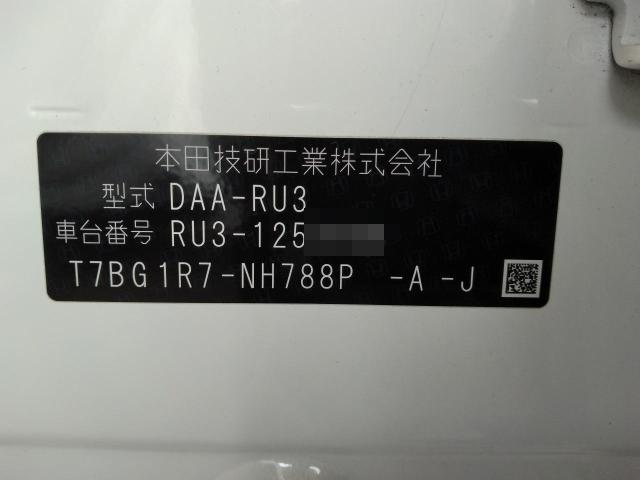 本田技研工業株式会社
型式 DAA-RU3
車台番号 RU3-125
T7BG1R7-NH788P -A -J